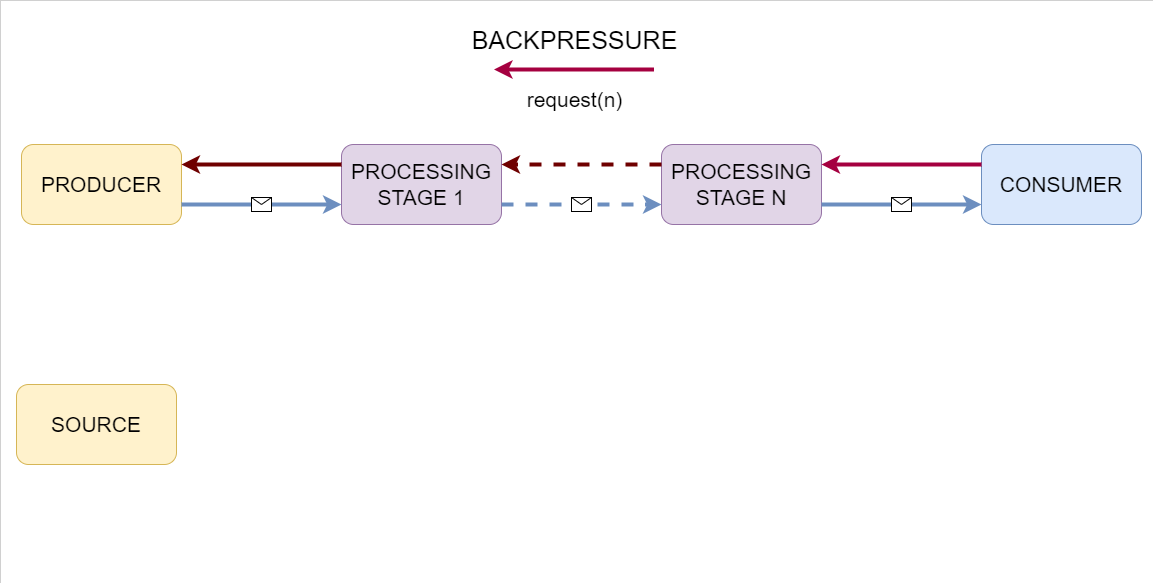 BACKPRESSURE
request(n)
PRODUCER
PROCESSING
STAGE 1
PROCESSING
STAGE N
CONSUMER
SOURCE